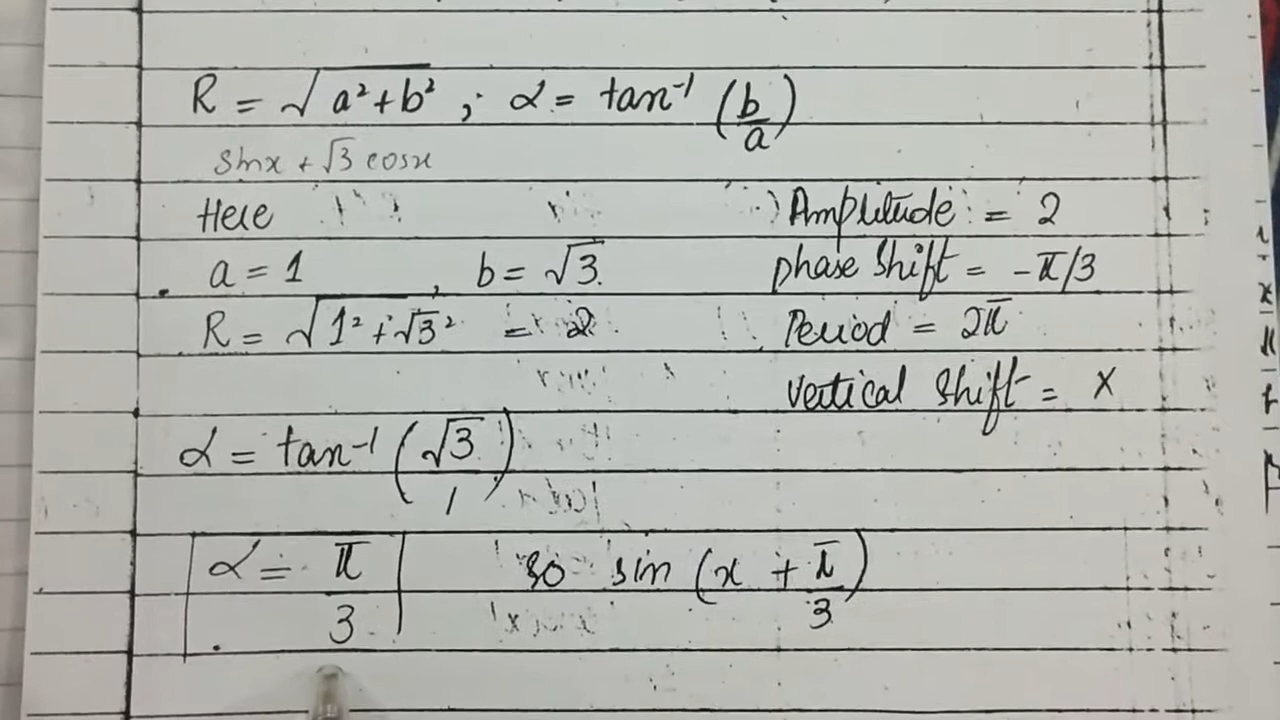 R = √a²+b² ; α = tan⁻¹ (b/a)
sinx + √3 cosx
Here
Amplitude = 2
a = 1 , b = √3
phase shift = -π/3
R = √1²+√3² = 2
Period = 2π
Vertical shift = x
α = tan⁻¹ (√3/1)
α = π/3 so sin (x + π/3)